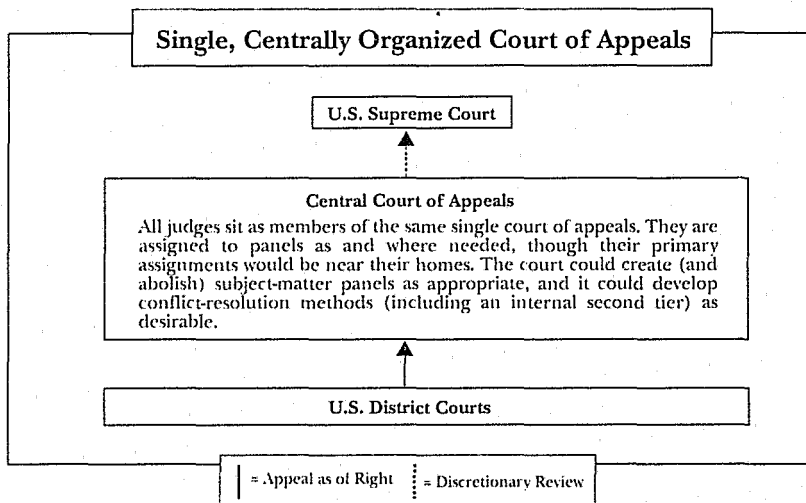 Single, Centrally Organized Court of Appeals
U.S. Supreme Court
Central Court of Appeals
All judges sit as members of the same single court of appeals. They are
assigned to panels as and where needed, though their primary
assignments would be near their homes. The court could create (and
abolish) subject-matter panels as appropriate, and it could develop
conflict-resolution methods (including an internal second tier) as
desirable.
U.S. District Courts
= Appeal as of Right = Discretionary Review